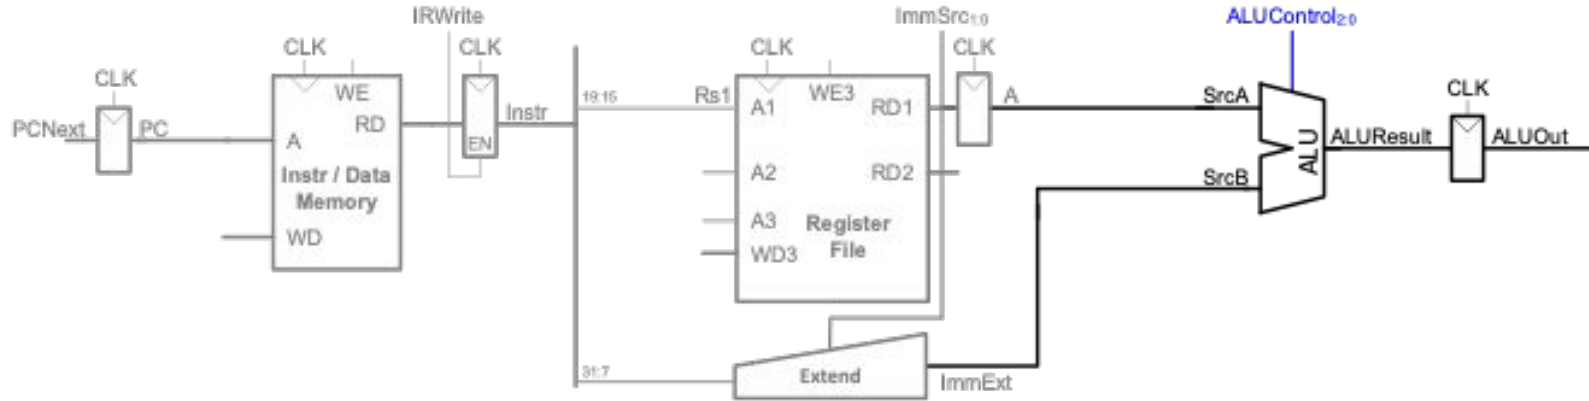 IRWrite
ImmSrc1:0
ALUControl2:0
CLK
CLK
CLK
CLK
CLK
CLK
PCNext
PC
A
WE
RD
Instr / Data
Memory
WD
EN
Instr
19:15
Rs1
A1
WE3
RD1
A
A2
RD2
A3
WD3
Register
File
SrcA
SrcB
ALU
ALUResult
ALUOut
31:7
Extend
ImmExt